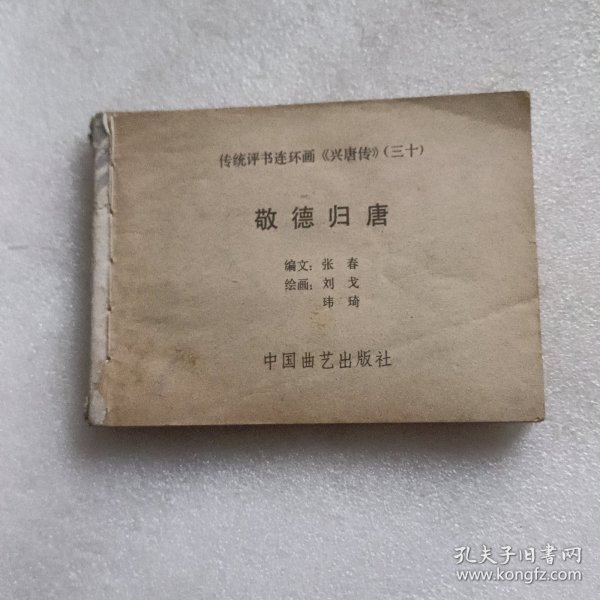 传统评书连环画《兴唐传》(三十)
敬德归唐
编文：张春
绘画：刘戈
玮琦
中国曲艺出版社
孔夫子旧书网
www.kongfz.com